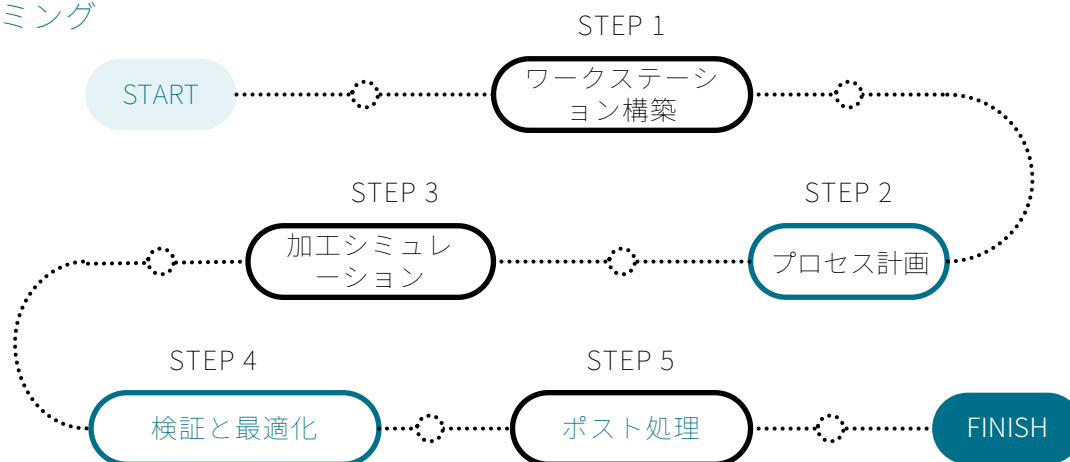 ミング
STEP 1
START
ワークステーシ
ョン構築
STEP 2
プロセス計画
STEP 3
加工シミュレ
ーション
STEP 4
検証と最適化
STEP 5
ポスト処理
FINISH